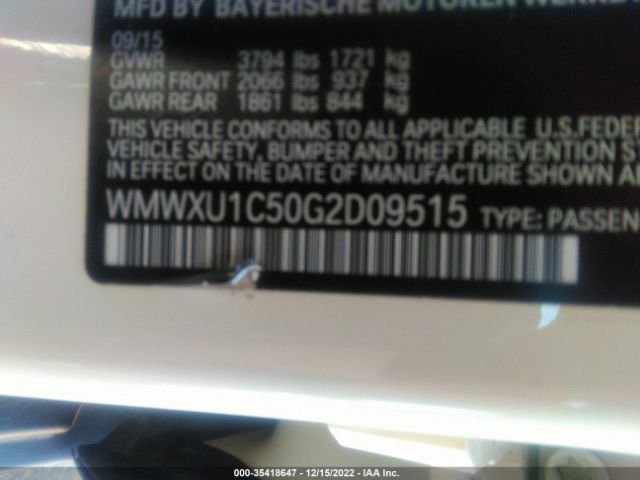 MFD BY BAYERISCHE MOTOREN WERKE
09/15
GVWR 3794 lbs 1721 kg
GAWR FRONT 2066 lbs 937 kg
GAWR REAR 1861 lbs 844 kg
THIS VEHICLE CONFORMS TO ALL APPLICABLE U.S.FEDER
VEHICLE SAFETY, BUMPER AND THEFT PREVENTION S
IN EFFECT ON THE DATE OF MANUFACTURE SHOWN A
WMWXU1C50G2D09515 TYPE: PASSEN
000-35418647 - 12/15/2022 - IAA Inc.